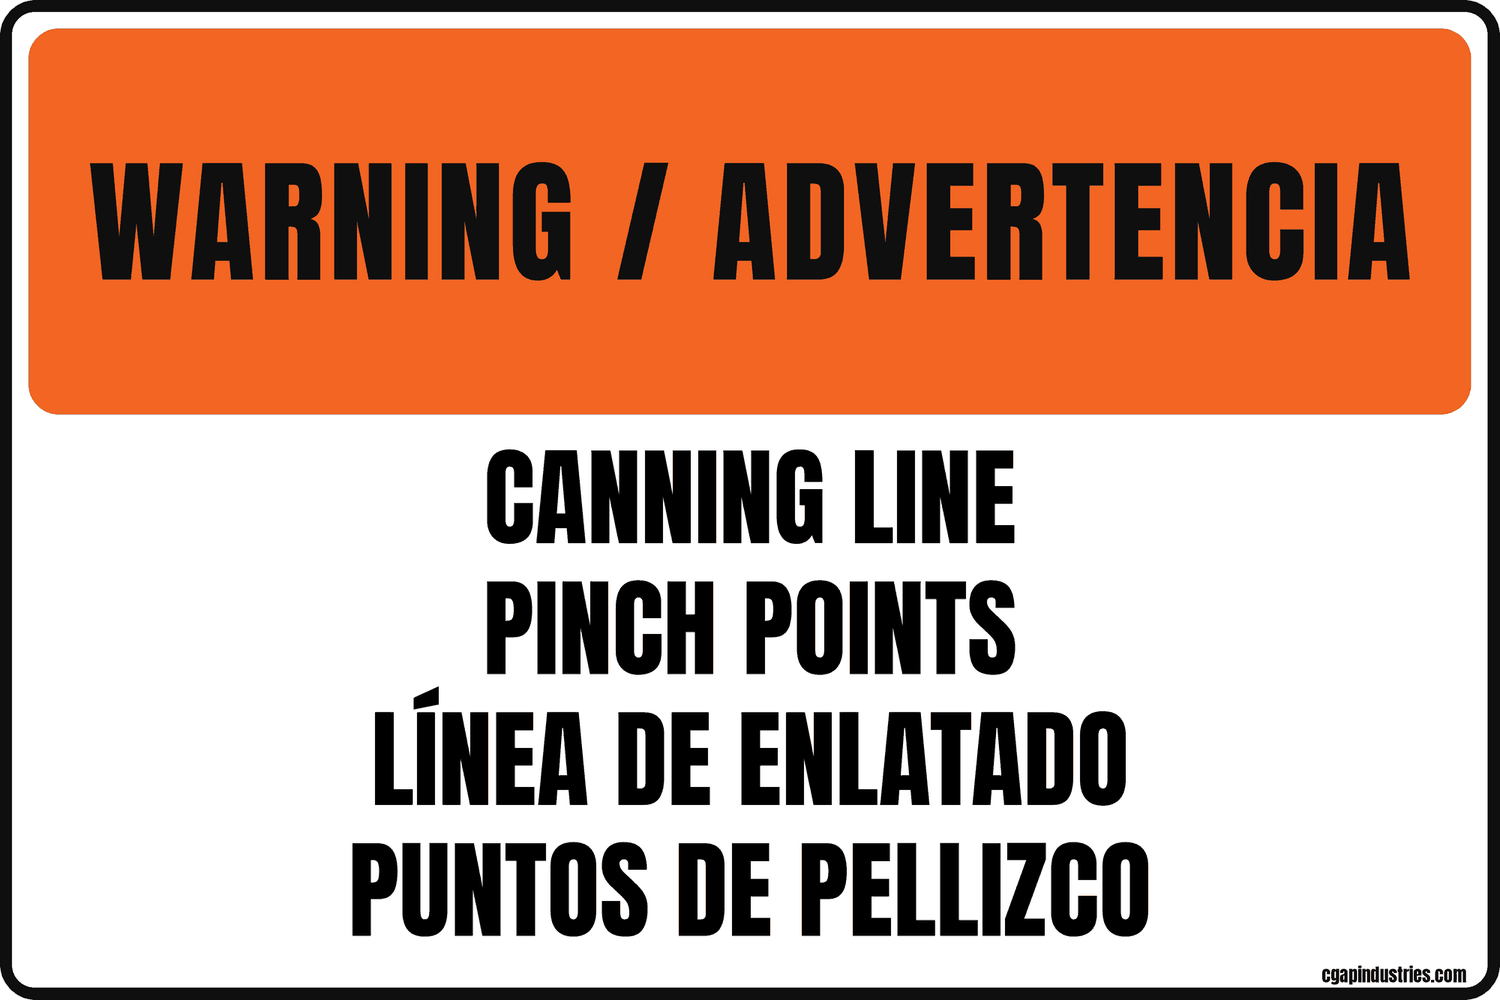 WARNING / ADVERTENCIA
CANNING LINE
PINCH POINTS
LÍNEA DE ENLATADO
PUNTOS DE PELLIZCO
cgapindustries.com